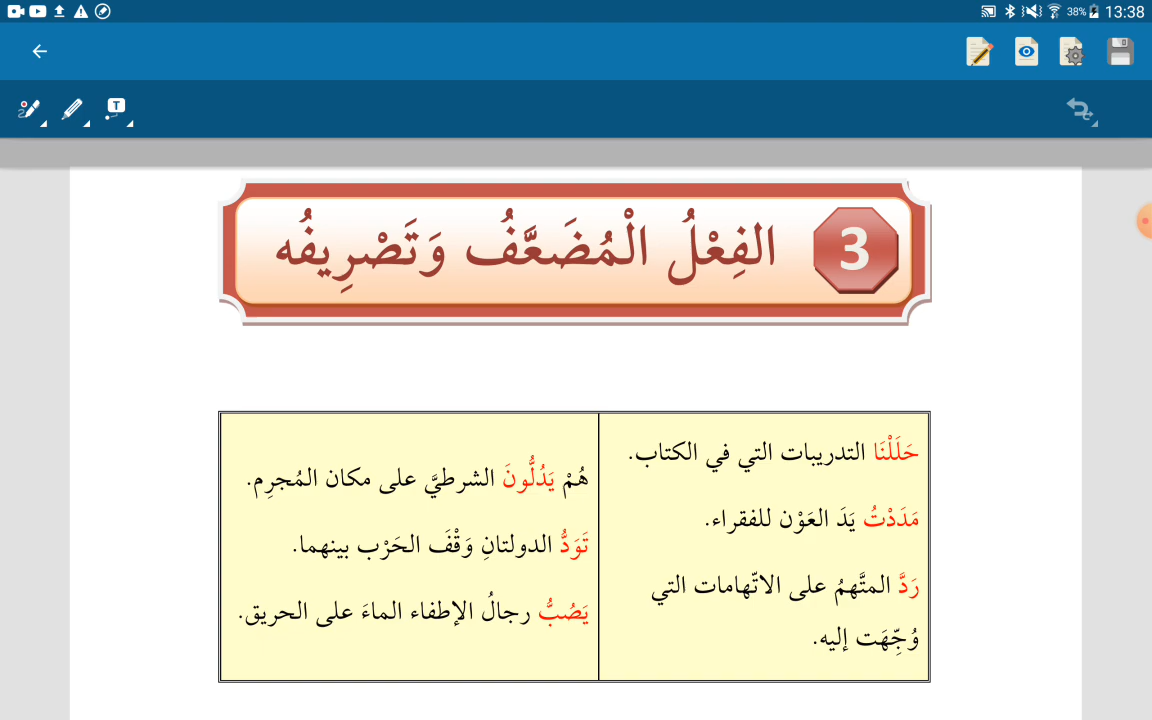 38% 13:38
T
3 الفِعْلُ الْمُضَعَّفُ وَتَصْرِيفُه
حَلَلْنَا التدريبات التي في الكتاب.
مَدَدْتُ يَدَ العَوْن للفقراء.
رَدَّ المتَّهمُ على الاتّهامات التي
وُجِّهَت إليه.
هُمْ يَدُلُّونَ الشرطيَّ على مكان المُجرِم.
تَوَدُّ الدولتانِ وَقْفَ الحَرْب بينهما.
يَصُبُّ رجالُ الإطفاء الماءَ على الحريق.